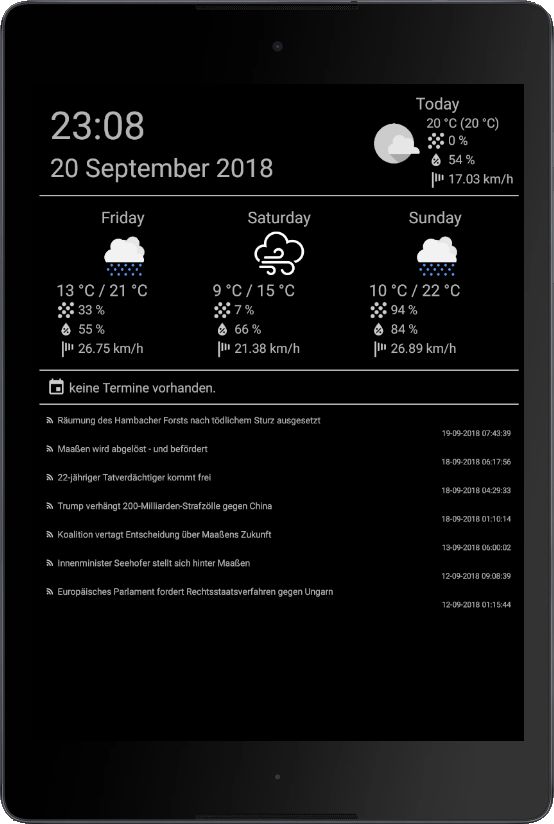 23:08
20 September 2018
Today
20 °C (20 °C)
0 %
54 %
17.03 km/h
Friday
13 °C / 21 °C
33 %
55 %
26.75 km/h
Saturday
9 °C / 15 °C
7 %
66 %
21.38 km/h
Sunday
10 °C / 22 °C
94 %
84 %
26.89 km/h
keine Termine vorhanden.
Räumung des Hambacher Forsts nach tödlichem Sturz ausgesetzt
19-09-2018 07:43:39
Maaßen wird abgelöst - und befördert
18-09-2018 06:17:56
22-jähriger Tatverdächtiger kommt frei
18-09-2018 04:29:33
Trump verhängt 200-Milliarden-Strafzölle gegen China
18-09-2018 01:10:14
Koalition vertagt Entscheidung über Maaßens Zukunft
13-09-2018 06:00:02
Innenminister Seehofer stellt sich hinter Maaßen
12-09-2018 09:08:39
Europäisches Parlament fordert Rechtsstaatsverfahren gegen Ungarn
12-09-2018 01:15:44